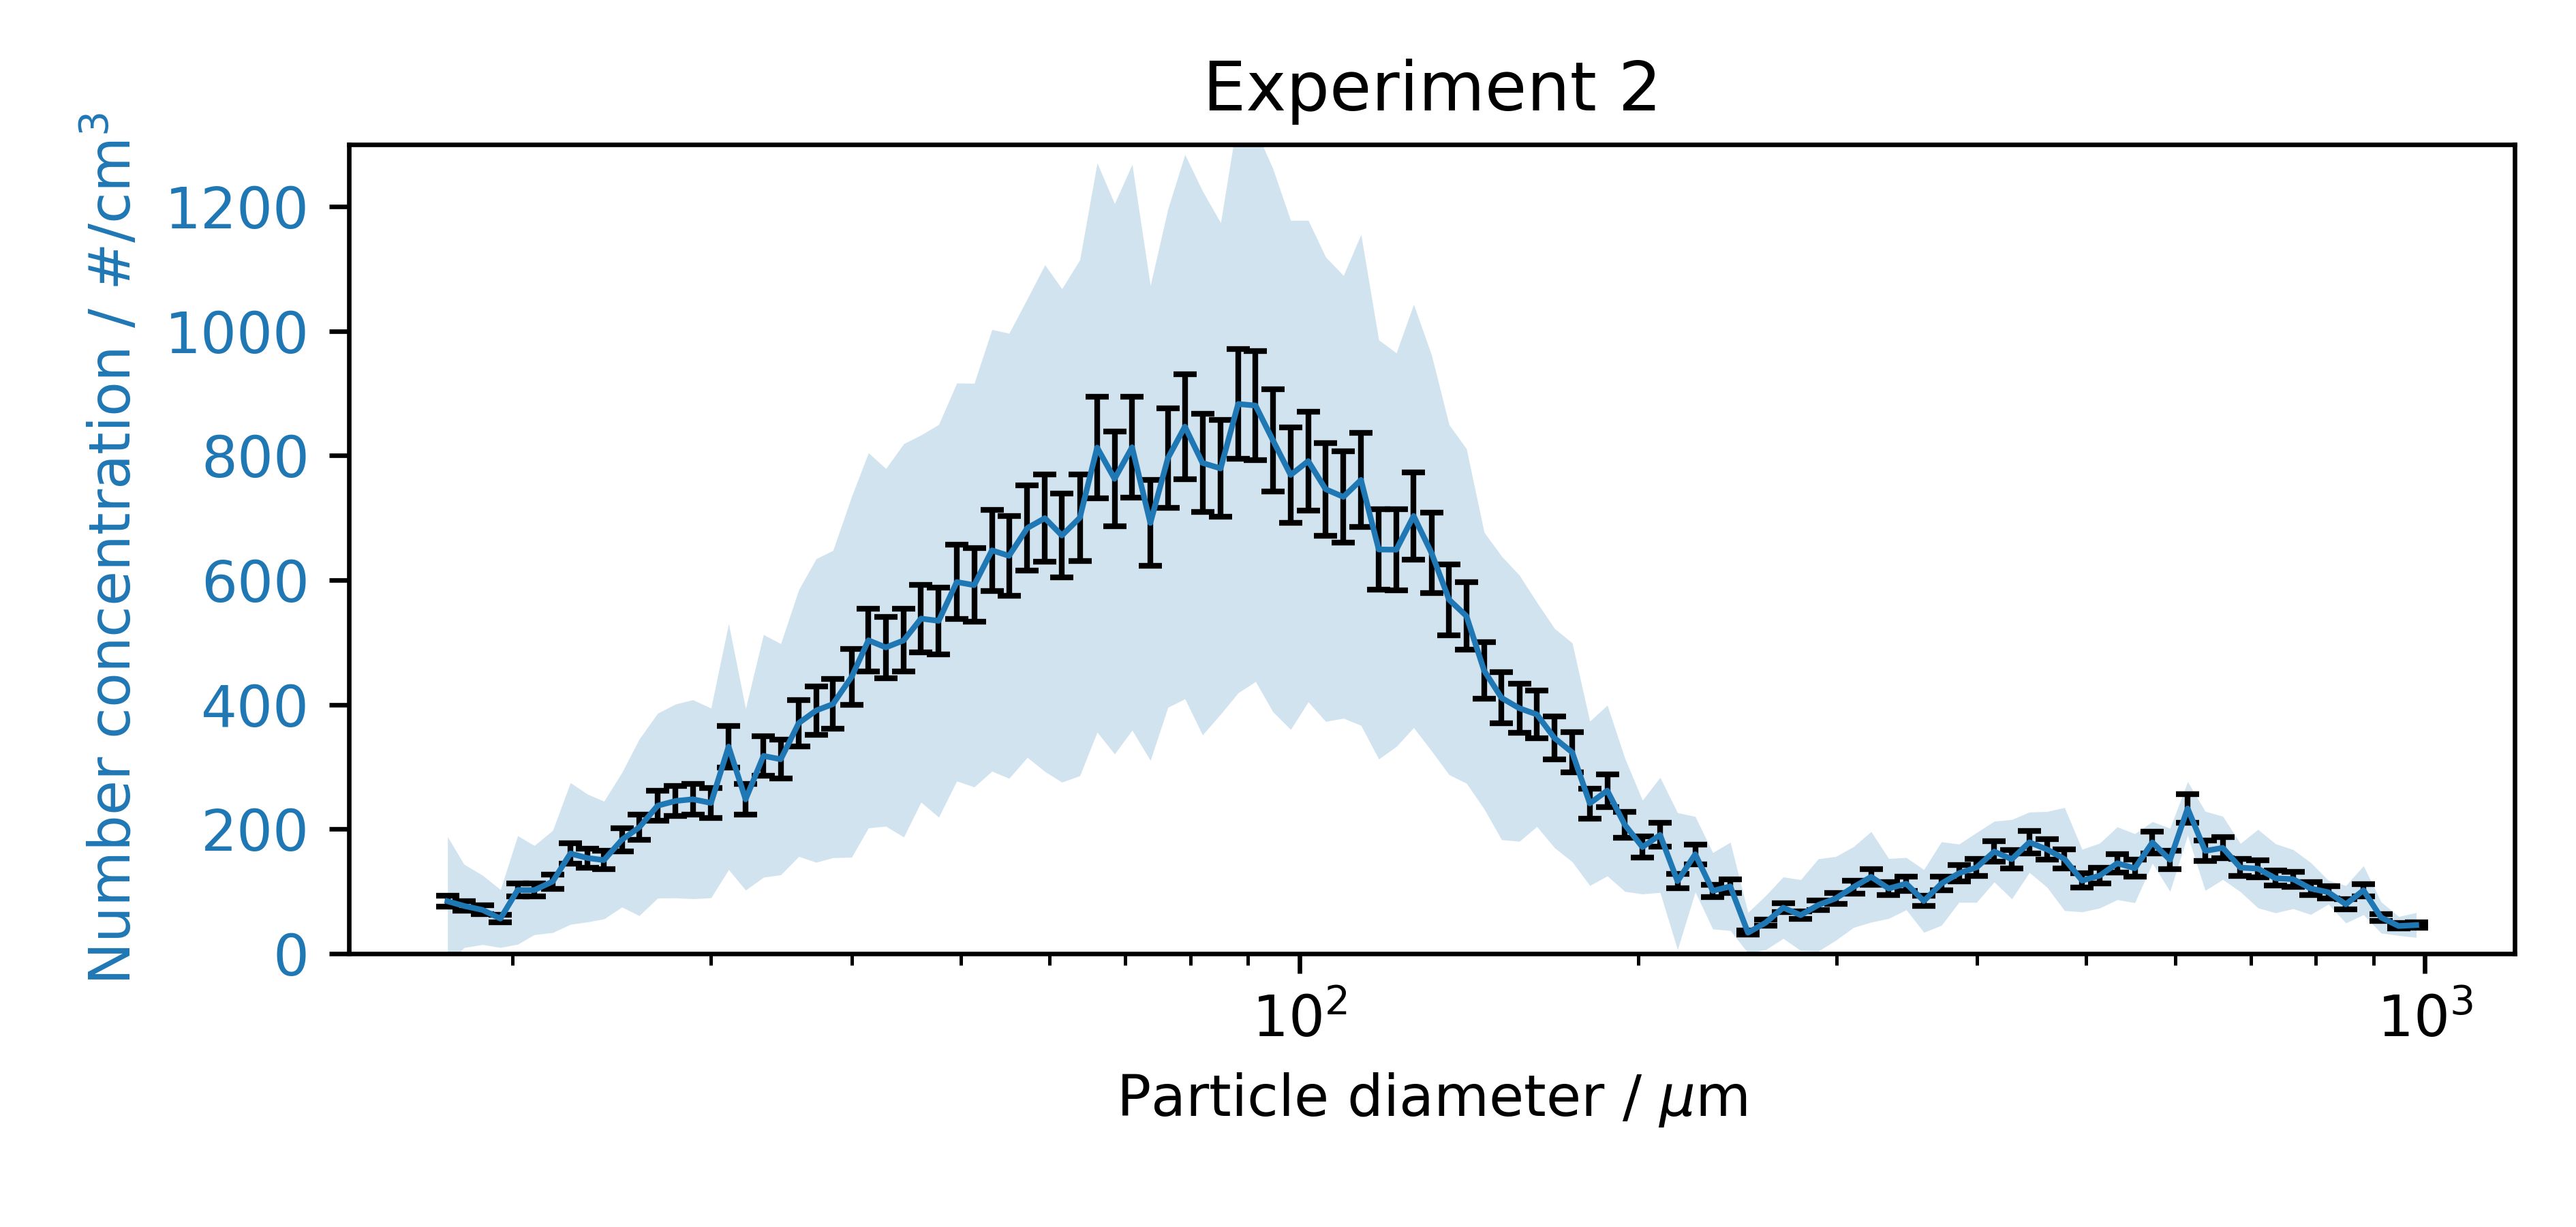 Experiment 2
Number concentration / #/cm³
1200
1000
800
600
400
200
0
10² 10³
Particle diameter / μm